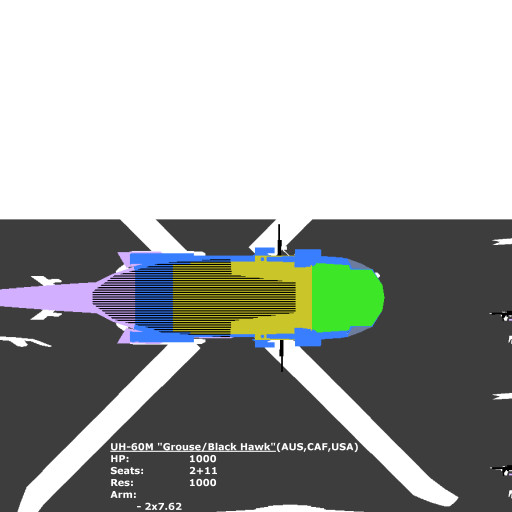 UH-60M "Grouse/Black Hawk"(AUS,CAF,USA)
HP: 1000
Seats: 2+11
Res: 1000
Arm:
- 2x7.62